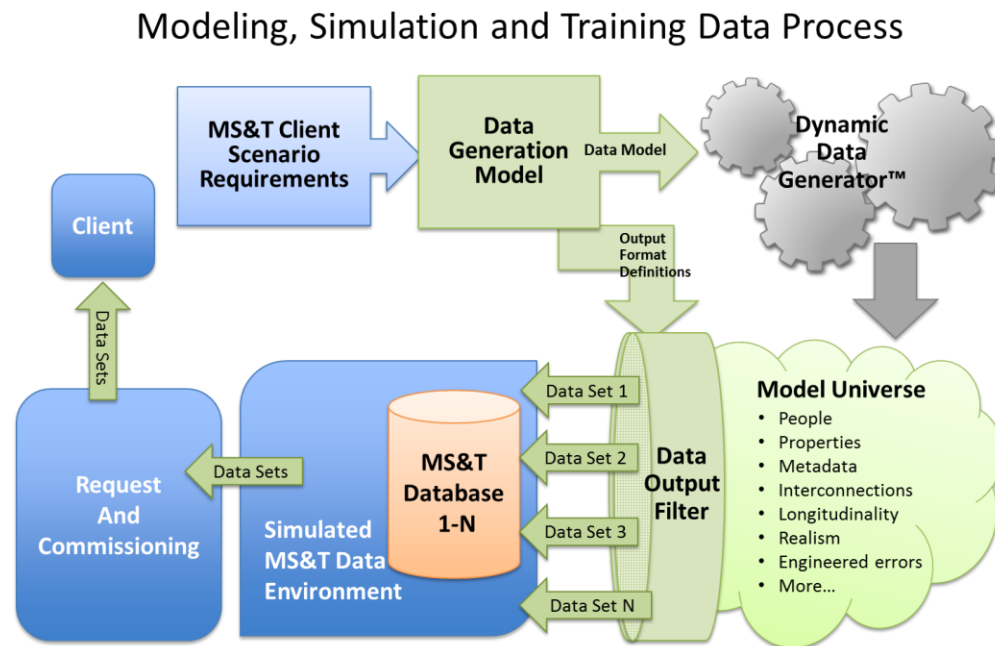 Modeling, Simulation and Training Data Process
MS&T Client
Scenario
Requirements
Data
Generation
Model
Data Model
Dynamic
Data
Generator™
Client
Output
Format
Definitions
Data Sets
Model Universe
• People
• Properties
• Metadata
• Interconnections
• Longitudinality
• Realism
• Engineered errors
• More...
Data
Output
Filter
Data Set 1
Data Set 2
Data Set 3
Data Set N
MS&T
Database
1-N
Simulated
MS&T Data
Environment
Data Sets
Request
And
Commissioning